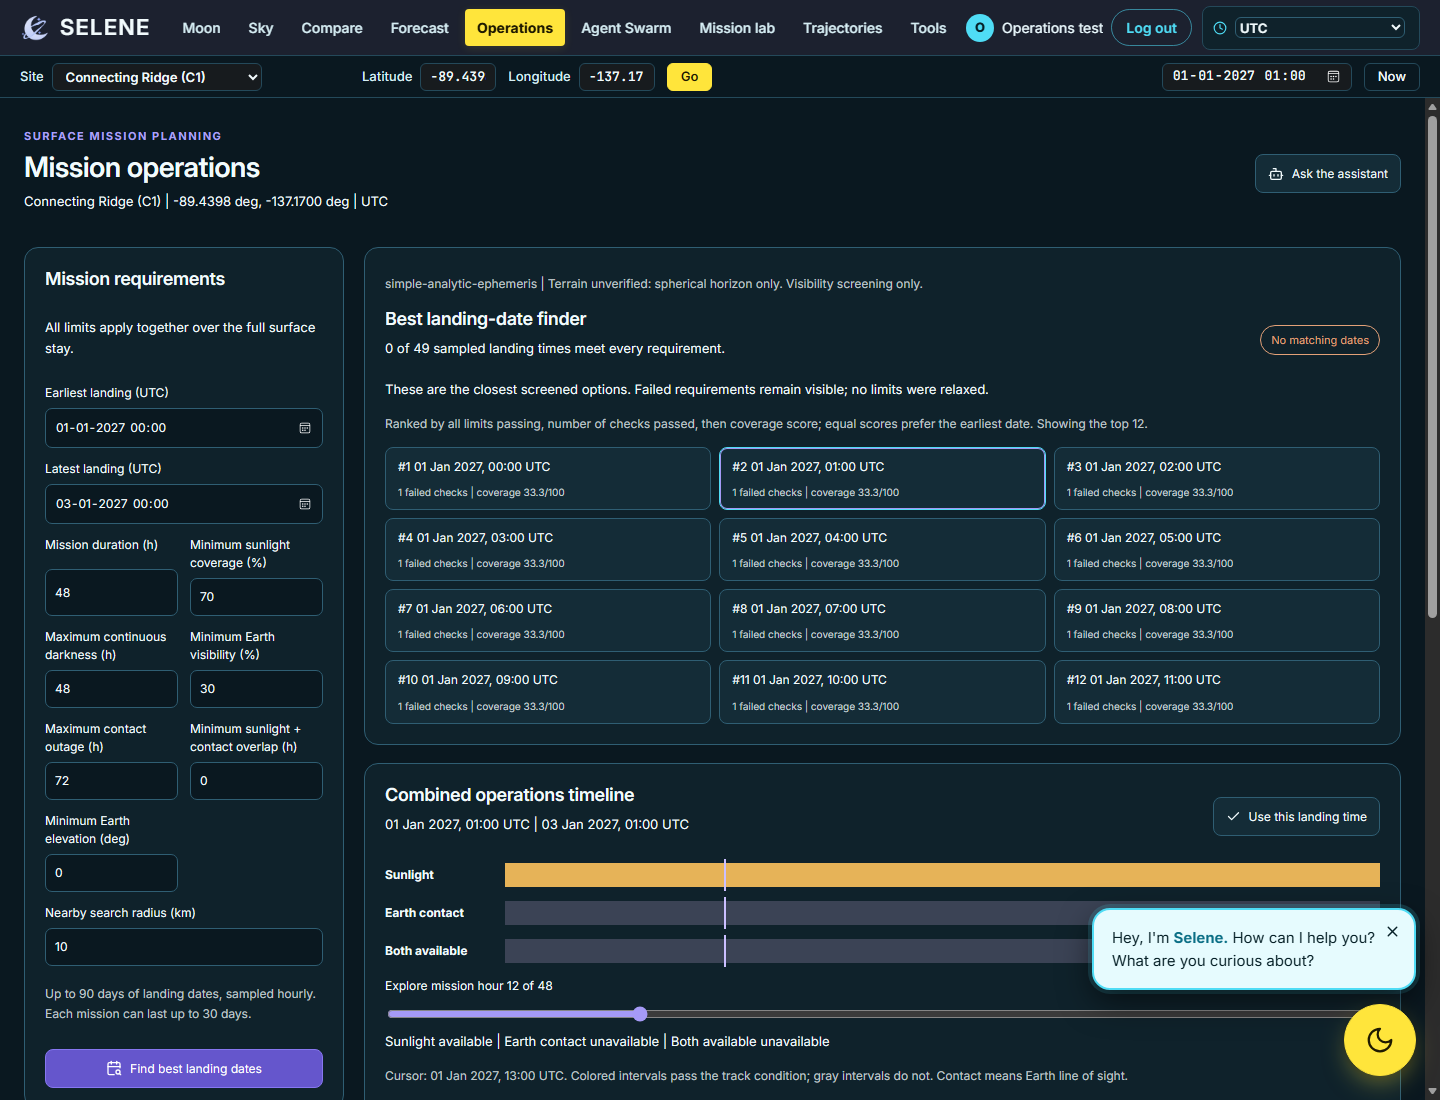 SELENE
Moon
Sky
Compare
Forecast
Operations
Agent Swarm
Mission lab
Trajectories
Tools
O
Operations test
Log out
UTC
Site
Connecting Ridge (C1)
Latitude
-89.439
Longitude
-137.17
Go
01-01-2027 01:00
Now
SURFACE MISSION PLANNING
Mission operations
Connecting Ridge (C1) | -89.4398 deg, -137.1700 deg | UTC
Ask the assistant
Mission requirements
All limits apply together over the full surface
stay.
Earliest landing (UTC)
01-01-2027 00:00
Latest landing (UTC)
03-01-2027 00:00
Mission duration (h)
48
Minimum sunlight
coverage (%)
70
Maximum continuous
darkness (h)
48
Minimum Earth
visibility (%)
30
Maximum contact
outage (h)
72
Minimum sunlight +
contact overlap (h)
0
Minimum Earth
elevation (deg)
0
Nearby search radius (km)
10
Up to 90 days of landing dates, sampled hourly.
Each mission can last up to 30 days.
Find best landing dates
simple-analytic-ephemeris | Terrain unverified: spherical horizon only. Visibility screening only.
Best landing-date finder
0 of 49 sampled landing times meet every requirement.
No matching dates
These are the closest screened options. Failed requirements remain visible; no limits were relaxed.
Ranked by all limits passing, number of checks passed, then coverage score; equal scores prefer the earliest date. Showing the top 12.
#1 01 Jan 2027, 00:00 UTC
1 failed checks | coverage 33.3/100
#2 01 Jan 2027, 01:00 UTC
1 failed checks | coverage 33.3/100
#3 01 Jan 2027, 02:00 UTC
1 failed checks | coverage 33.3/100
#4 01 Jan 2027, 03:00 UTC
1 failed checks | coverage 33.3/100
#5 01 Jan 2027, 04:00 UTC
1 failed checks | coverage 33.3/100
#6 01 Jan 2027, 05:00 UTC
1 failed checks | coverage 33.3/100
#7 01 Jan 2027, 06:00 UTC
1 failed checks | coverage 33.3/100
#8 01 Jan 2027, 07:00 UTC
1 failed checks | coverage 33.3/100
#9 01 Jan 2027, 08:00 UTC
1 failed checks | coverage 33.3/100
#10 01 Jan 2027, 09:00 UTC
1 failed checks | coverage 33.3/100
#11 01 Jan 2027, 10:00 UTC
1 failed checks | coverage 33.3/100
#12 01 Jan 2027, 11:00 UTC
1 failed checks | coverage 33.3/100
Combined operations timeline
01 Jan 2027, 01:00 UTC | 03 Jan 2027, 01:00 UTC
Use this landing time
Sunlight
Earth contact
Both available
Explore mission hour 12 of 48
Sunlight available | Earth contact unavailable | Both available unavailable
Cursor: 01 Jan 2027, 13:00 UTC. Colored intervals pass the track condition; gray intervals do not. Contact means Earth line of sight.
Hey, I'm Selene. How can I help you?
What are you curious about?